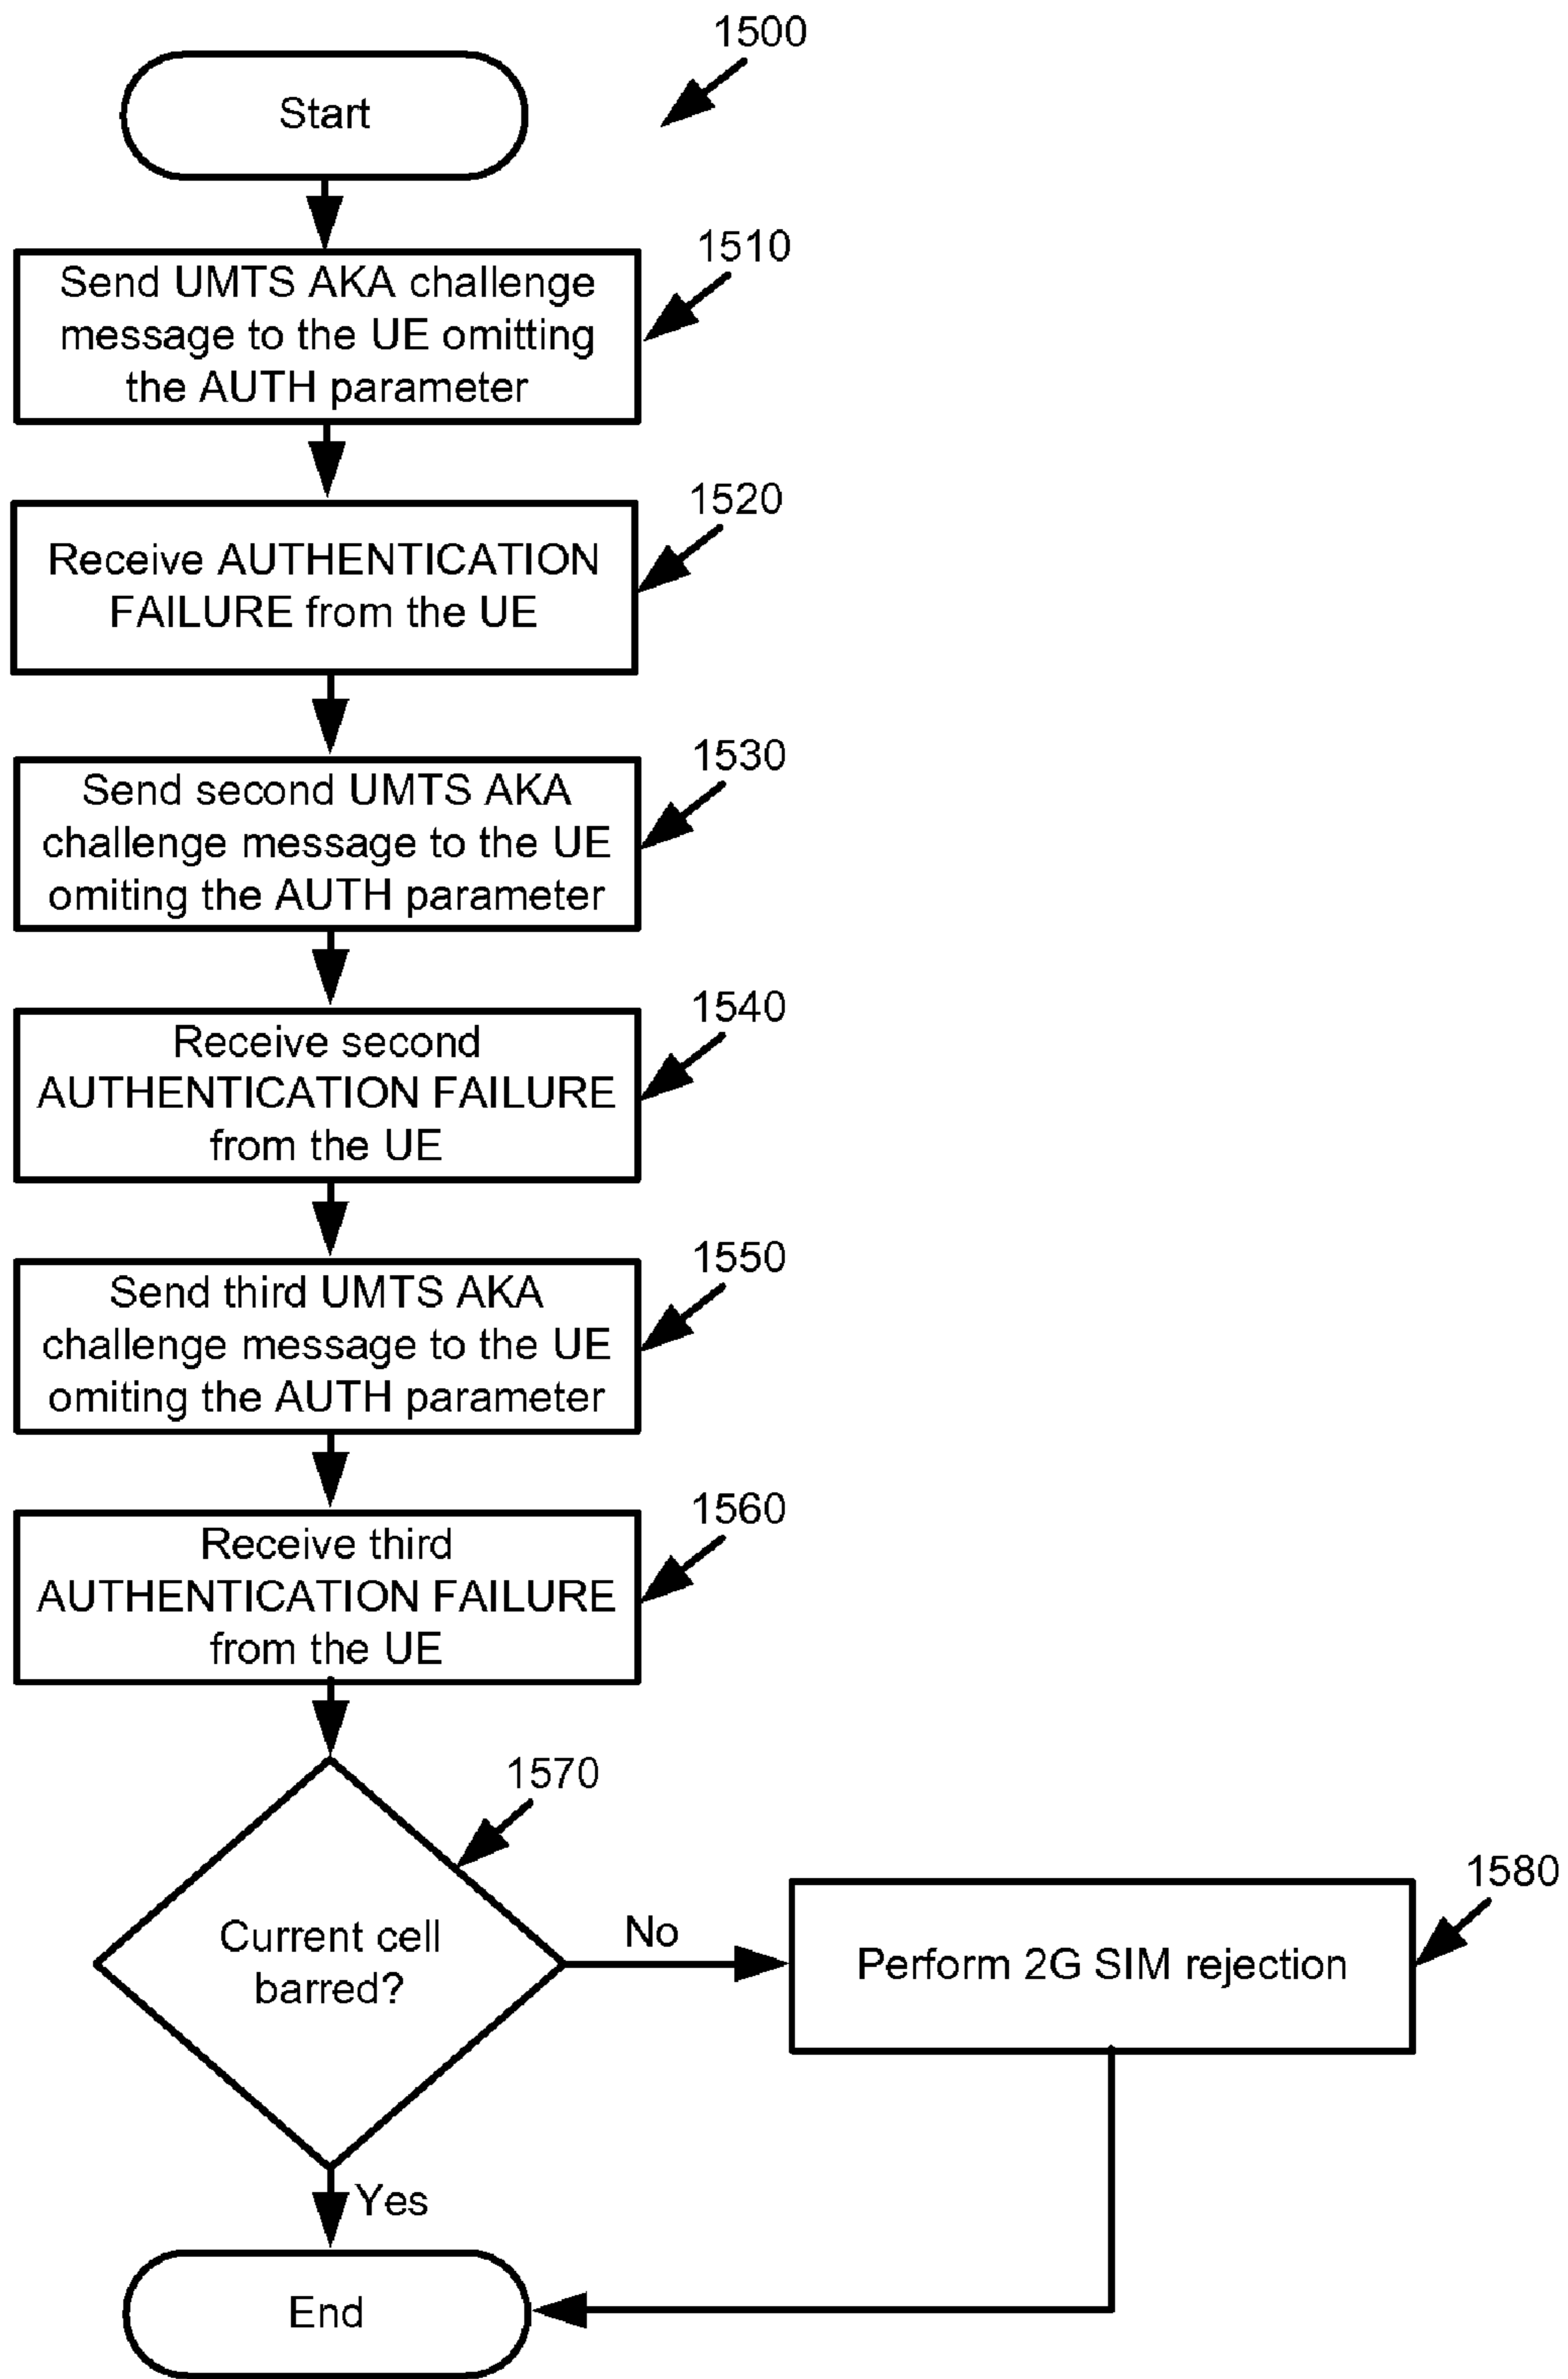 1500
Start
1510
Send UMTS AKA challenge
message to the UE omitting
the AUTH parameter
1520
Receive AUTHENTICATION
FAILURE from the UE
1530
Send second UMTS AKA
challenge message to the UE
omiting the AUTH parameter
1540
Receive second
AUTHENTICATION FAILURE
from the UE
1550
Send third UMTS AKA
challenge message to the UE
omiting the AUTH parameter
1560
Receive third
AUTHENTICATION FAILURE
from the UE
1570
Current cell
barred?
No
1580
Perform 2G SIM rejection
Yes
End